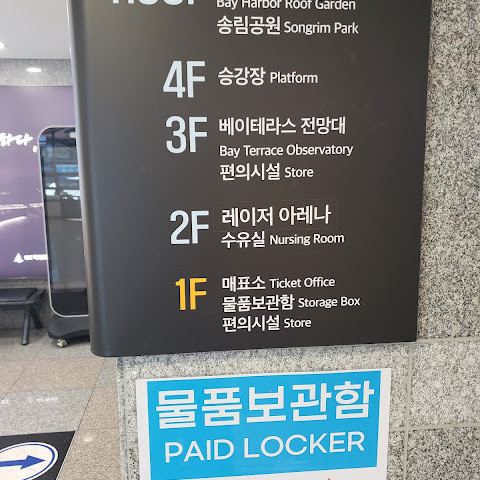 ROOF
Bay Harbor Roof Garden
송림공원 Songrim Park
4F 승강장 Platform
3F 베이테라스 전망대
Bay Terrace Observatory
편의시설 Store
2F 레이저 아레나
수유실 Nursing Room
1F 매표소 Ticket Office
물품보관함 Storage Box
편의시설 Store
물품보관함
PAID LOCKER